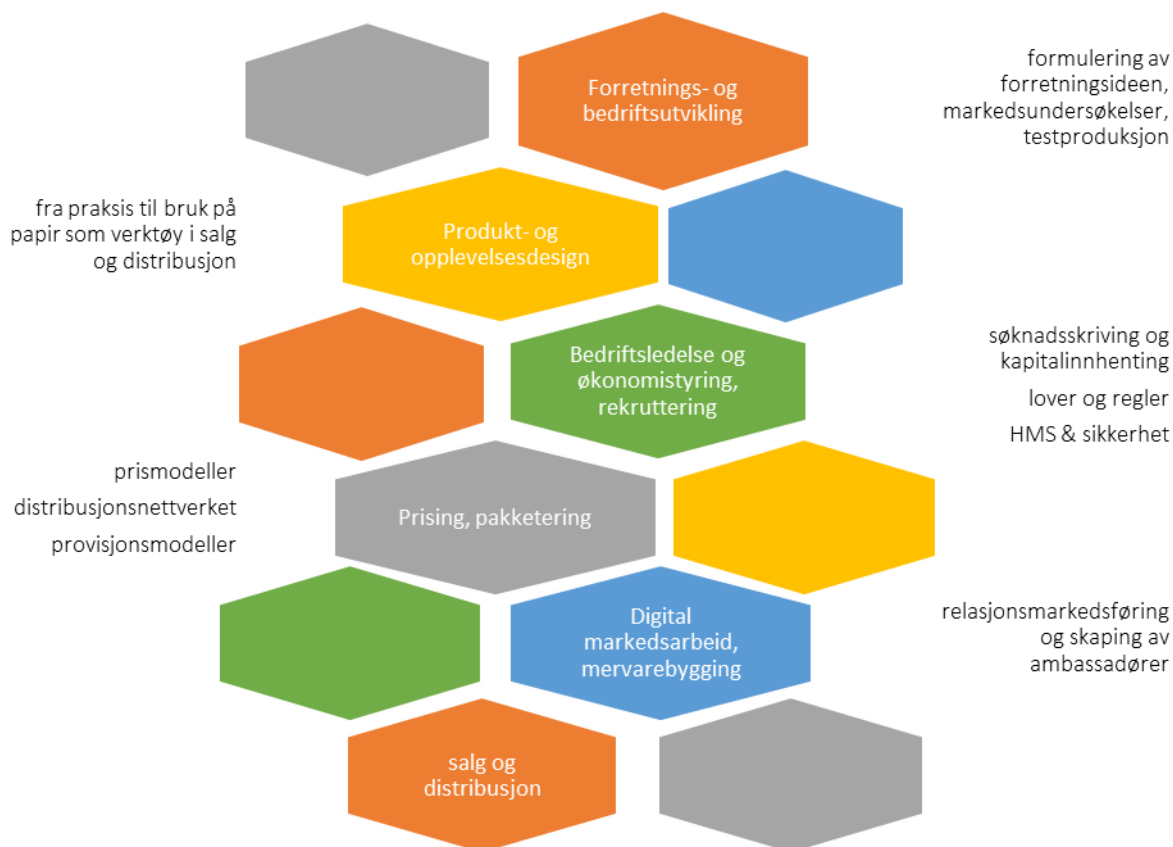 Forretnings- og
bedriftsutvikling
formulering av
forretningsideen,
markedsundersøkelser,
testproduksjon
fra praksis til bruk på
papir som verktøy i salg
og distribusjon
Produkt- og
opplevelsesdesign
Bedriftsledelse og
økonomistyring,
rekruttering
søknadsskriving og
kapitalinnhenting
lover og regler
HMS & sikkerhet
prismodeller
distribusjonsnettverket
provisjonsmodeller
Prising, pakketering
Digital
markedsarbeid,
mervarebygging
relasjonsmarkedsføring
og skaping av
ambassadører
salg og
distribusjon